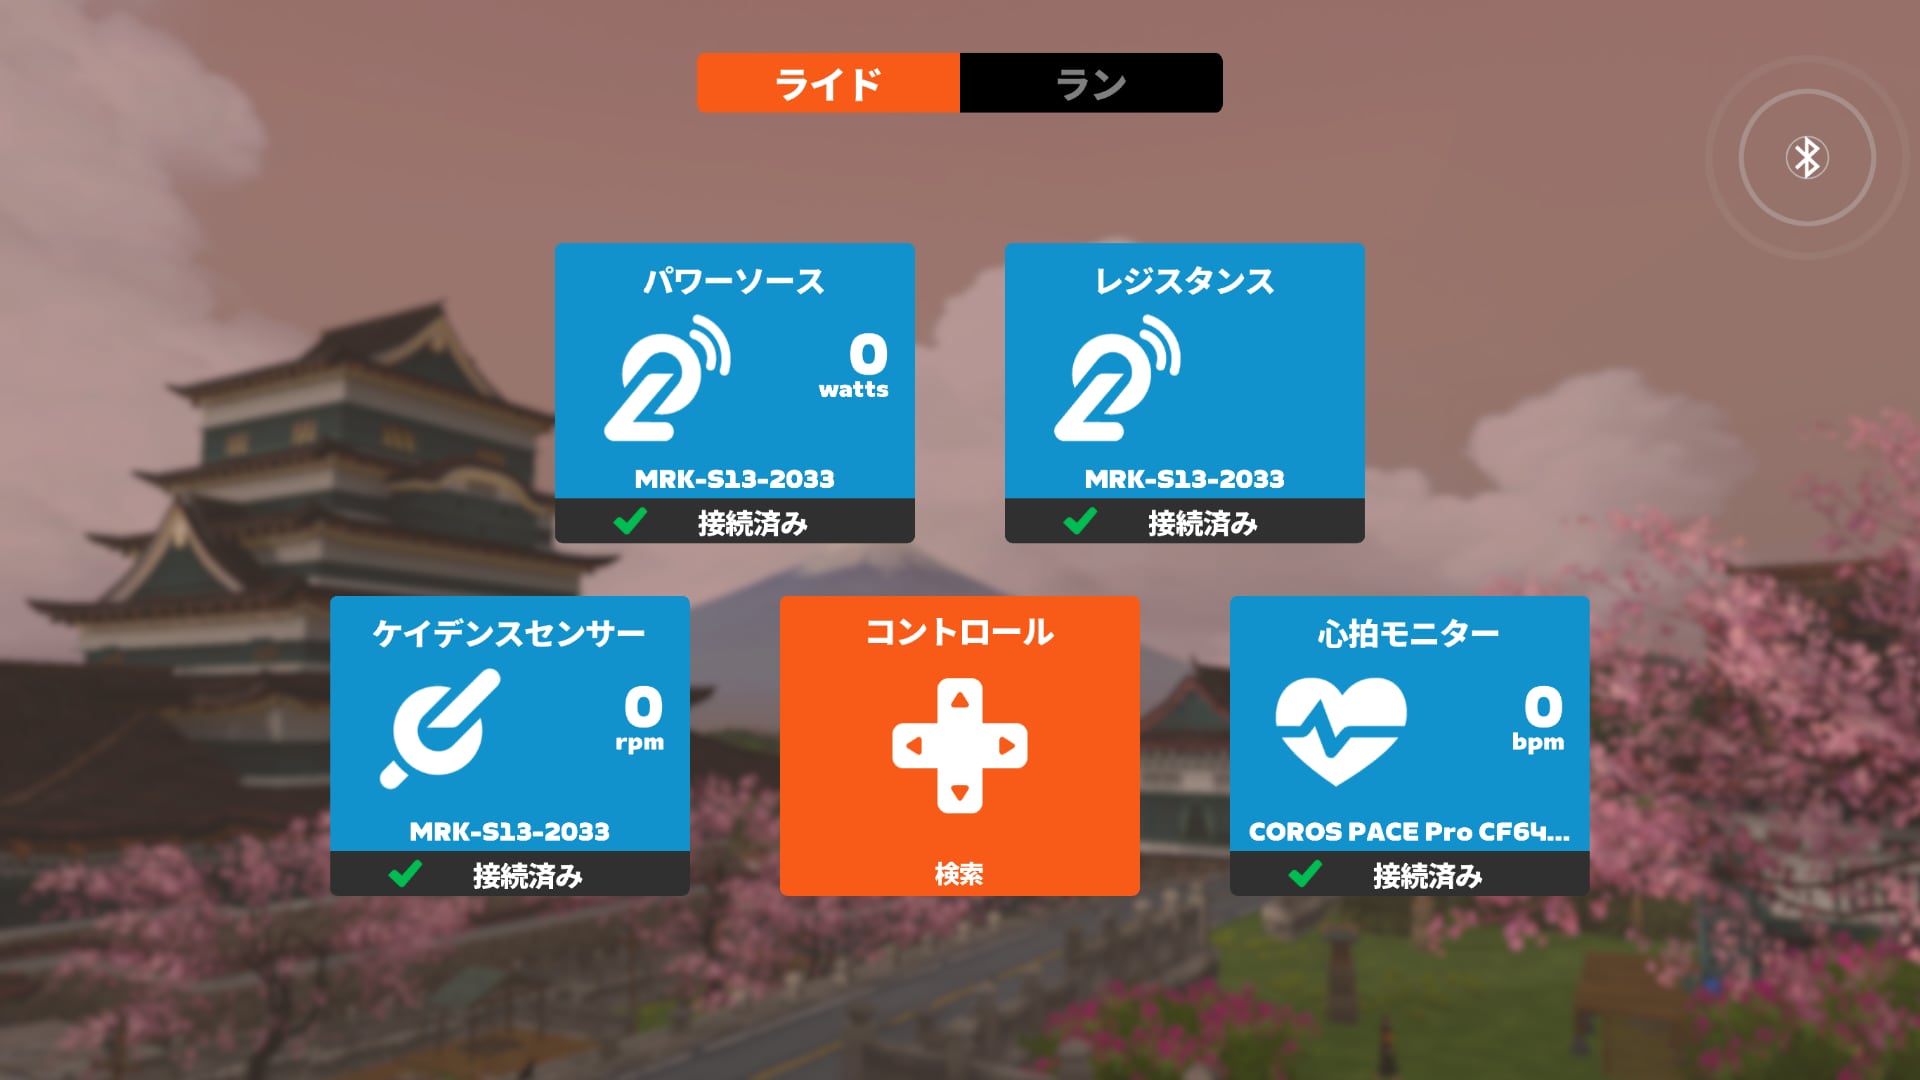 ライド
ラン
パワーソース
0
watts
MRK-S13-2033
接続済み
レジスタンス
MRK-S13-2033
接続済み
ケイデンスセンサー
0
rpm
MRK-S13-2033
接続済み
コントロール
検索
心拍モニター
0
bpm
COROS PACE Pro CF64...
接続済み